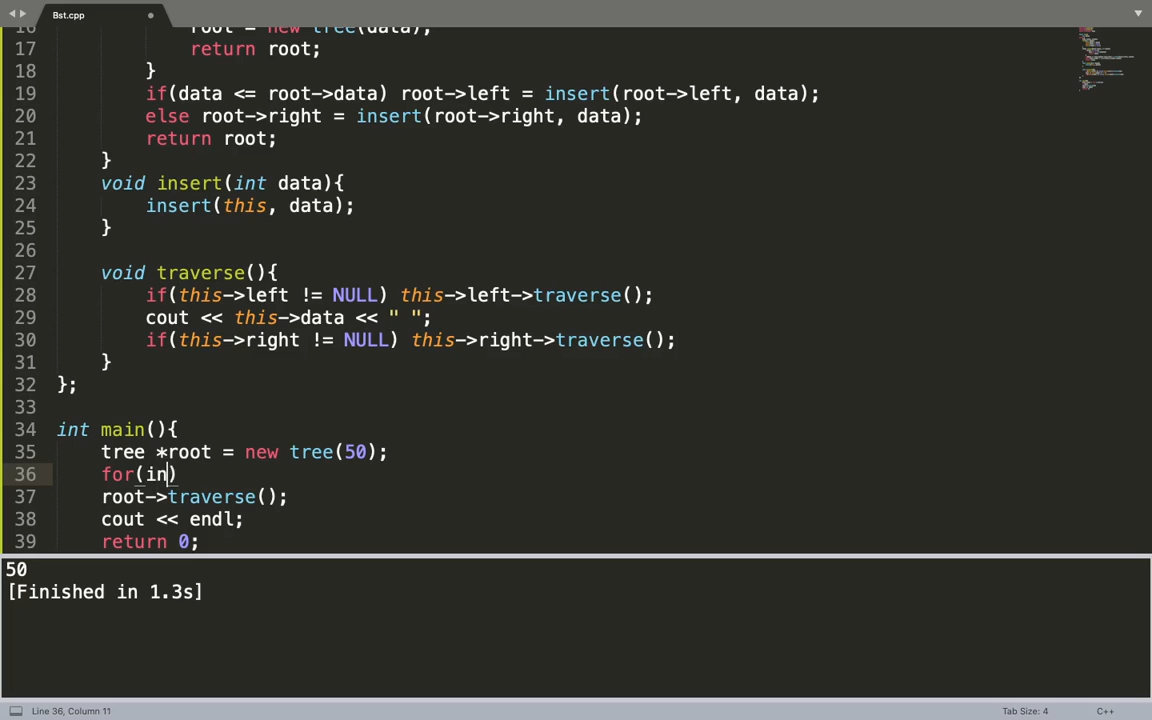 Bst.cpp
16 root = new tree(data);
17 return root;
18 }
19 if(data <= root->data) root->left = insert(root->left, data);
20 else root->right = insert(root->right, data);
21 return root;
22 }
23 void insert(int data){
24 insert(this, data);
25 }
26
27 void traverse(){
28 if(this->left != NULL) this->left->traverse();
29 cout << this->data << " ";
30 if(this->right != NULL) this->right->traverse();
31 }
32 };
33
34 int main(){
35 tree *root = new tree(50);
36 for(in)
37 root->traverse();
38 cout << endl;
39 return 0;
50
[Finished in 1.3s]
Line 36, Column 11
Tab Size: 4
C++